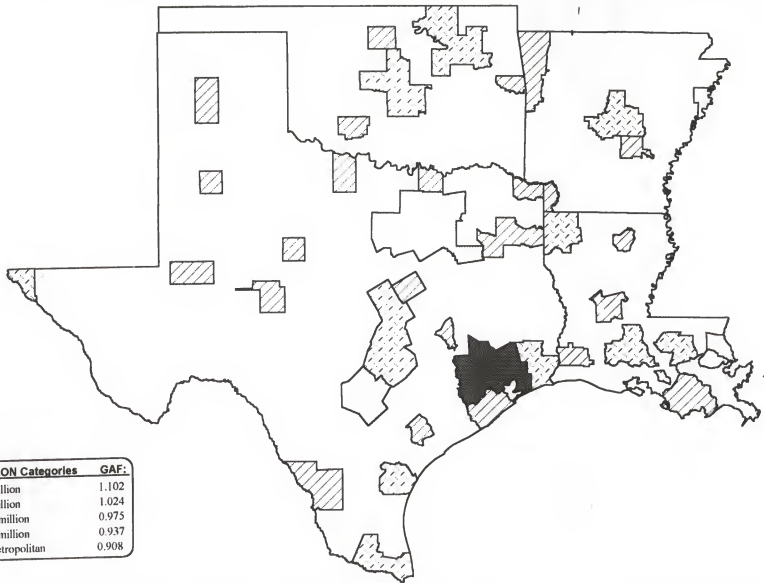 ON Categories GAF:
llion 1.102
llion 1.024
million 0.975
million 0.937
etropolitan 0.908